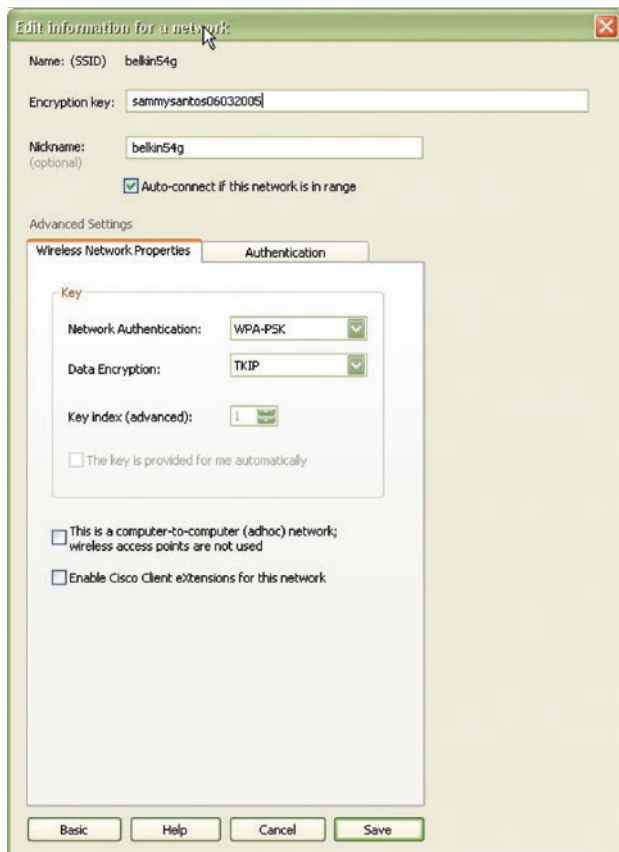 Edit information for a network
Name: (SSID) belkin54g
Encryption key: sammysantos06032005
Nickname: belkin54g
(optional)
Auto-connect if this network is in range
Advanced Settings
Wireless Network Properties Authentication
Key
Network Authentication: WPA-PSK
Data Encryption: TKIP
Key index (advanced): 1
The key is provided for me automatically
This is a computer-to-computer (adhoc) network;
wireless access points are not used
Enable Cisco Client eXtensions for this network
Basic Help Cancel Save